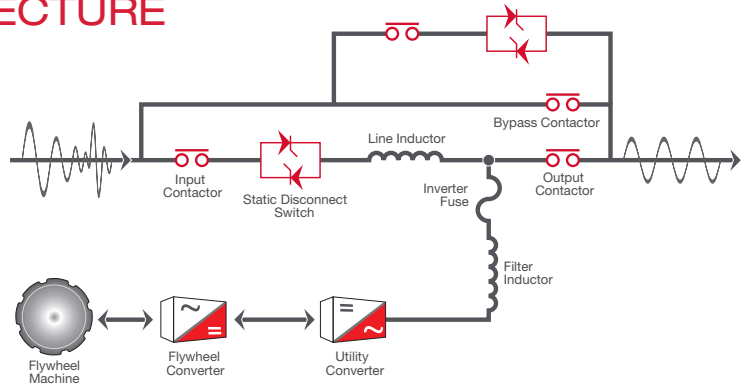 ECTURE
Bypass Contactor
Line Inductor
Input
Contactor
Static Disconnect
Switch
Inverter
Fuse
Output
Contactor
Filter
Inductor
Flywheel
Machine
Flywheel
Converter
Utility
Converter